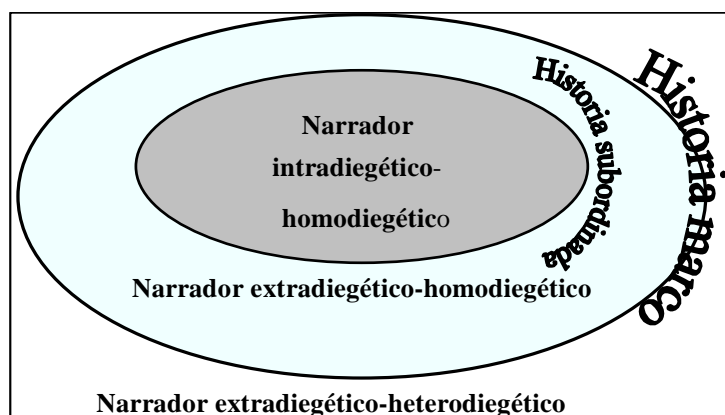 Narrador
intradiegético-
homodiegético
Historia subordinada
Historia marco
Narrador extradiegético-homodiegético
Narrador extradiegético-heterodiegético